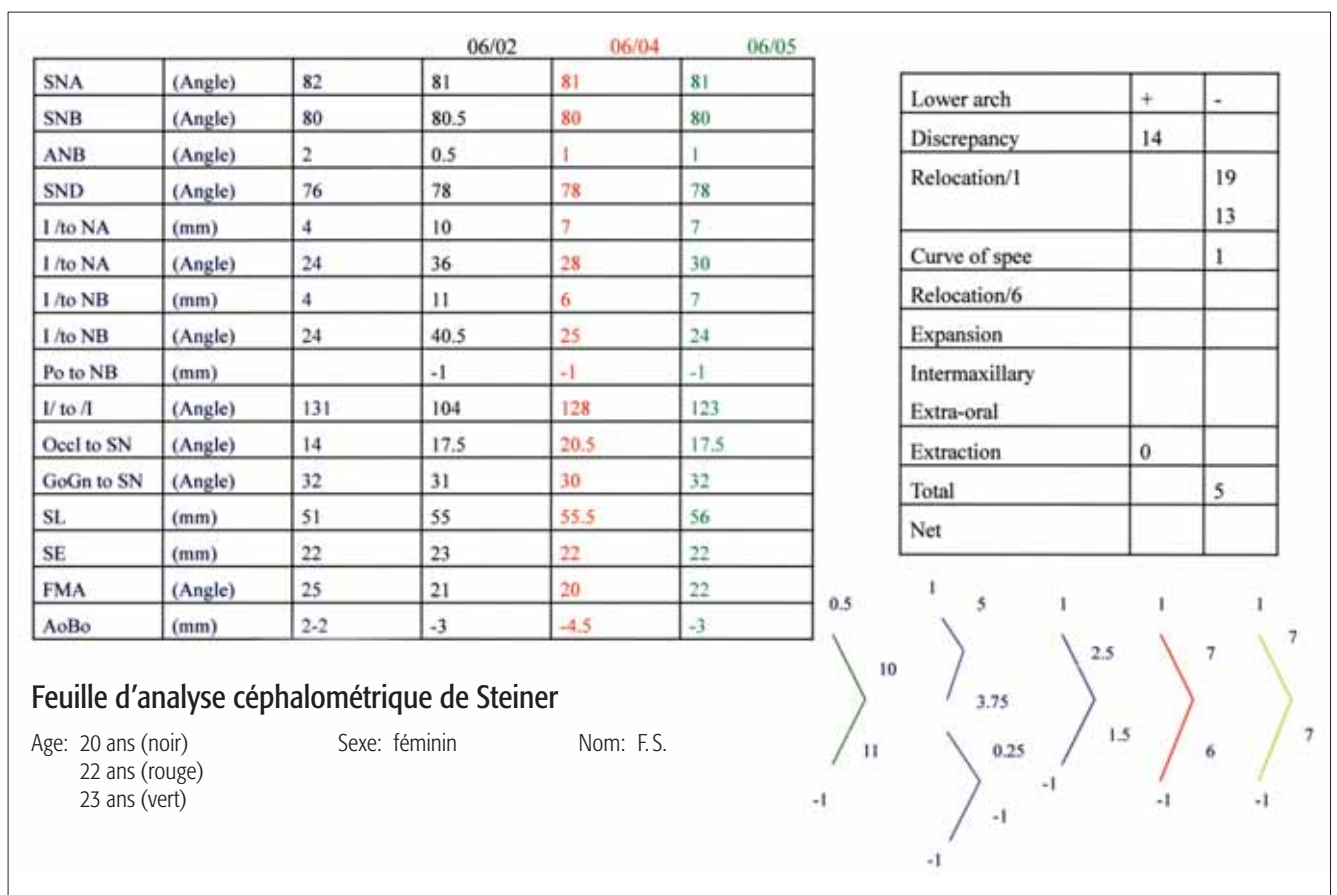 06/02 06/04 06/05
SNA (Angle) 82 81 81 81
SNB (Angle) 80 80.5 80 80
ANB (Angle) 2 0.5 1 1
SND (Angle) 76 78 78 78
I /to NA (mm) 4 10 7 7
I /to NA (Angle) 24 36 28 30
I /to NB (mm) 4 11 6 7
I /to NB (Angle) 24 40.5 25 24
Po to NB (mm) -1 -1 -1
I/ to /I (Angle) 131 104 128 123
Occl to SN (Angle) 14 17.5 20.5 17.5
GoGn to SN (Angle) 32 31 30 32
SL (mm) 51 55 55.5 56
SE (mm) 22 23 22 22
FMA (Angle) 25 21 20 22
AoBo (mm) 2-2 -3 -4.5 -3
Lower arch + -
Discrepancy 14
Relocation/1 19
13
Curve of spee 1
Relocation/6
Expansion
Intermaxillary
Extra-oral
Extraction 0
Total 5
Net
0.5
10
11
-1
1
5
3.75
0.25
-1
-1
1
2.5
1.5
-1
1
7
6
-1
1
7
7
-1
Feuille d'analyse céphalométrique de Steiner
Age: 20 ans (noir) Sexe: féminin Nom: F. S.
22 ans (rouge)
23 ans (vert)